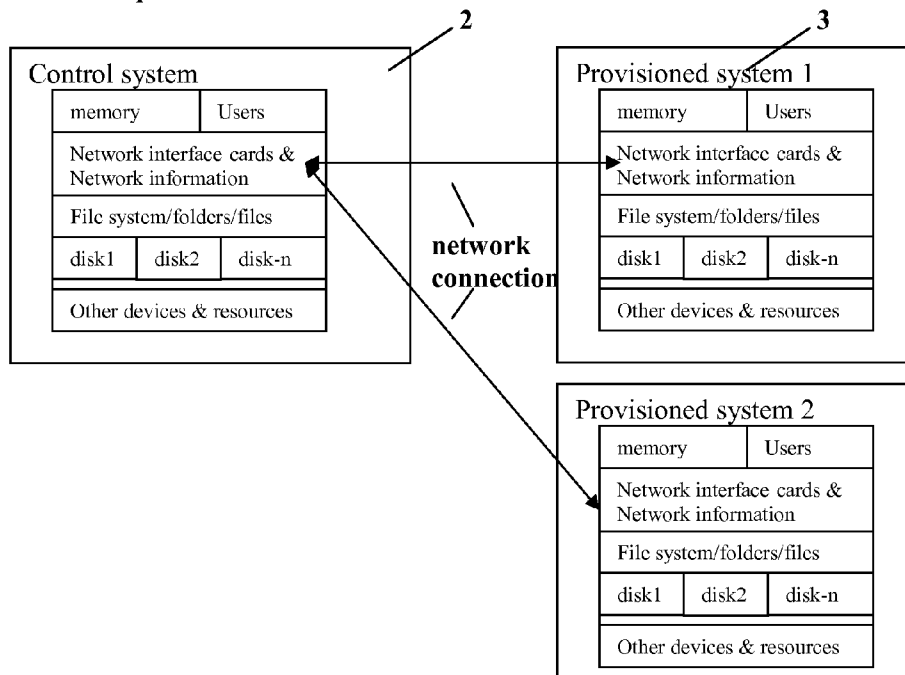 2
3
Control system
memory
Users
Network interface cards &
Network information
File system/folders/files
disk1
disk2
disk-n
Other devices & resources
network
connection
Provisioned system 1
memory
Users
Network interface cards &
Network information
File system/folders/files
disk1
disk2
disk-n
Other devices & resources
Provisioned system 2
memory
Users
Network interface cards &
Network information
File system/folders/files
disk1
disk2
disk-n
Other devices & resources